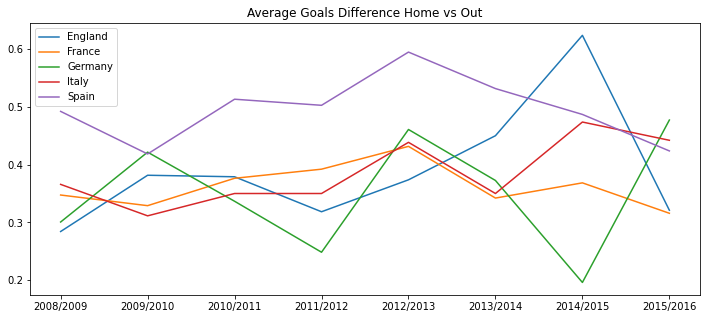 Average Goals Difference Home vs Out
England
France
Germany
Italy
Spain
0.6
0.5
0.4
0.3
0.2
2008/2009 2009/2010 2010/2011 2011/2012 2012/2013 2013/2014 2014/2015 2015/2016